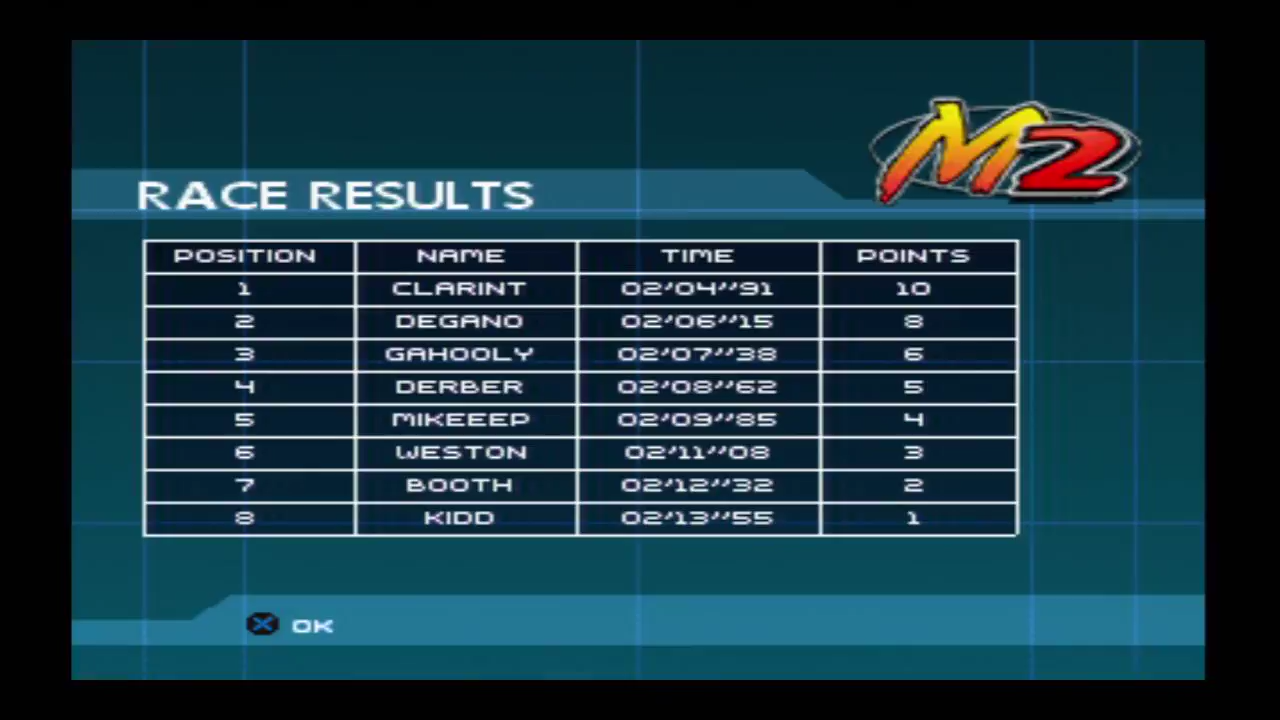 M2
RACE RESULTS
POSITION NAME TIME POINTS
1 CLARINT 02'04"91 10
2 DEGANO 02'06"15 8
3 GAHOOLY 02'07"38 6
4 DERBER 02'08"62 5
5 MIKEEEP 02'09"85 4
6 WESTON 02'11"08 3
7 BOOTH 02'12"32 2
8 KIDD 02'13"55 1
OK